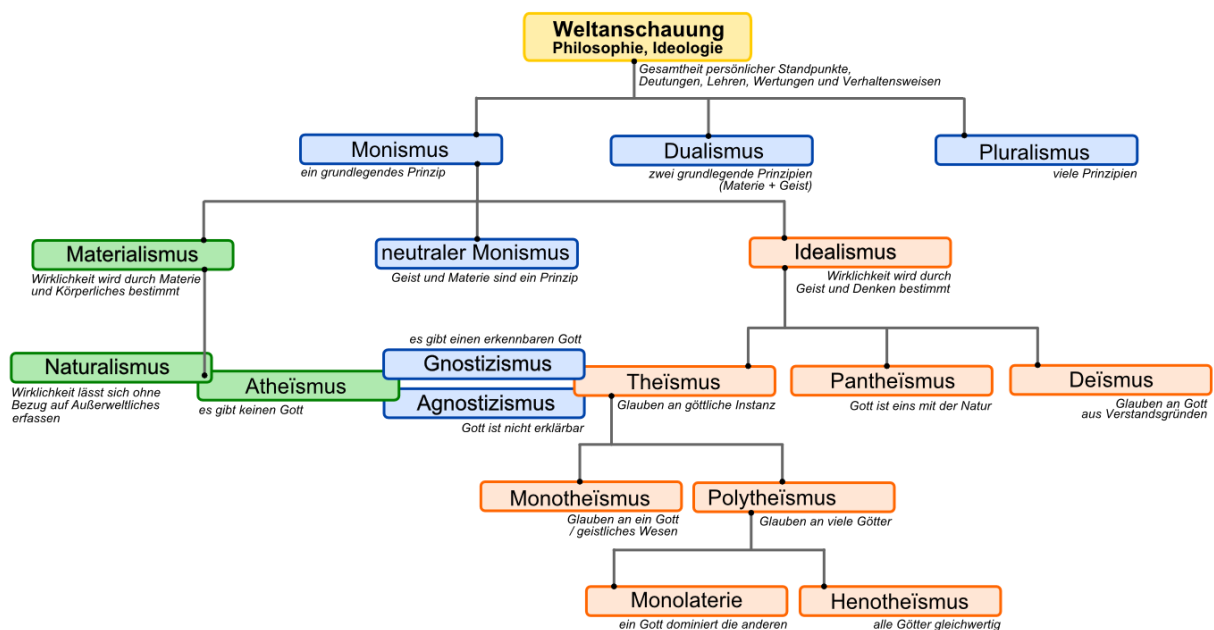 Weltanschauung
Philosophie, Ideologie
Gesamtheit persönlicher Standpunkte,
Deutungen, Lehren, Wertungen und Verhaltensweisen
Monismus
ein grundlegendes Prinzip
Dualismus
zwei grundlegende Prinzipien
(Materie + Geist)
Pluralismus
viele Prinzipien
Materialismus
Wirklichkeit wird durch Materie
und Körperliches bestimmt
neutraler Monismus
Geist und Materie sind ein Prinzip
Idealismus
Wirklichkeit wird durch
Geist und Denken bestimmt
Naturalismus
Wirklichkeit lässt sich ohne
Bezug auf Außerweltliches
erfassen
Atheïsmus
es gibt keinen Gott
es gibt einen erkennbaren Gott
Gnostizismus
Agnostizismus
Gott ist nicht erklärbar
Theïsmus
Glauben an göttliche Instanz
Pantheïsmus
Gott ist eins mit der Natur
Deïsmus
Glauben an Gott
aus Verstandsgründen
Monotheïsmus
Glauben an ein Gott
/ geistliches Wesen
Polytheïsmus
Glauben an viele Götter
Monolaterie
ein Gott dominiert die anderen
Henotheïsmus
alle Götter gleichwertig